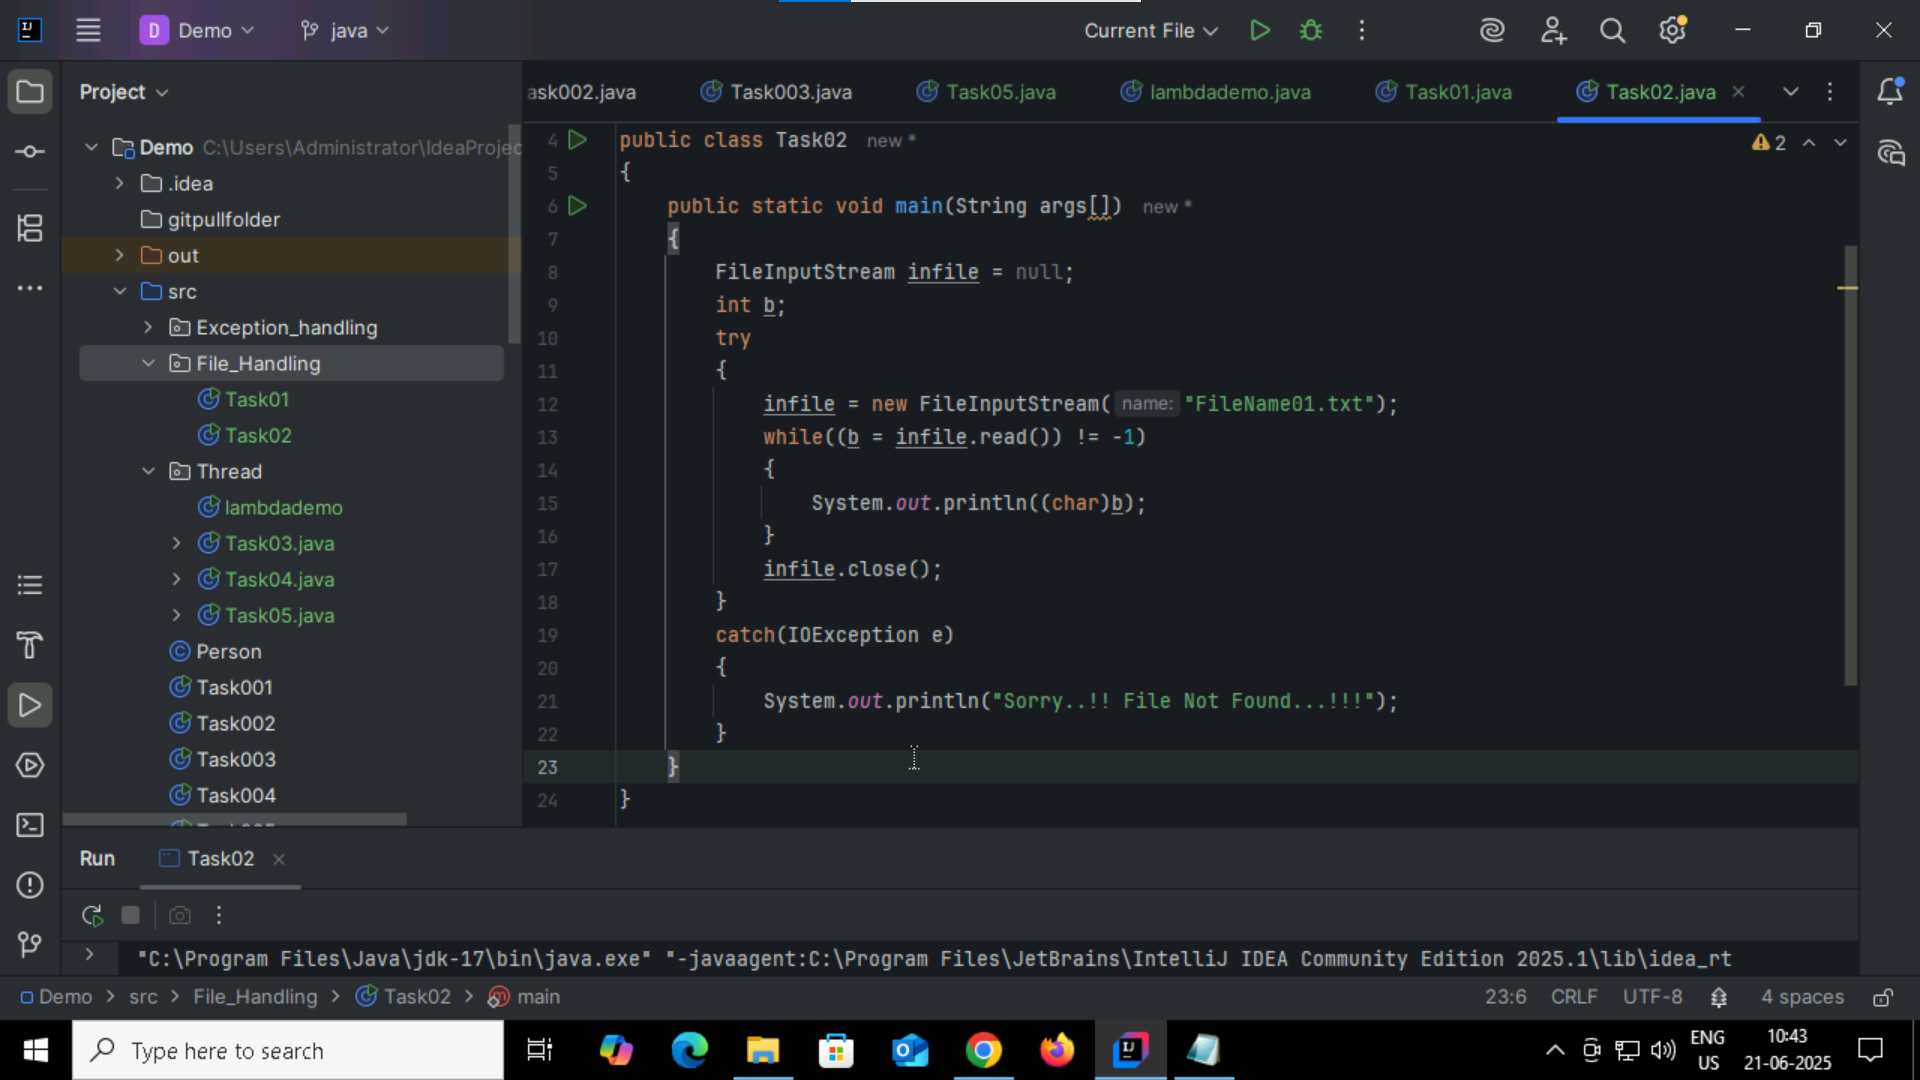 Demo
java
Current File
Project
ask002.java
Task003.java
Task05.java
lambdademo.java
Task01.java
Task02.java
Demo C:\Users\Administrator\IdeaProjec
.idea
gitpullfolder
out
src
Exception_handling
File_Handling
Task01
Task02
Thread
lambdademo
Task03.java
Task04.java
Task05.java
Person
Task001
Task002
Task003
Task004
2
4 public class Task02 new *
5 {
6 public static void main(String args[]) new *
7 {
8 FileInputStream infile = null;
9 int b;
10 try
11 {
12 infile = new FileInputStream( name: "FileName01.txt");
13 while((b = infile.read()) != -1)
14 {
15 System.out.println((char)b);
16 }
17 infile.close();
18 }
19 catch(IOException e)
20 {
21 System.out.println("Sorry..!! File Not Found...!!!");
22 }
23 }
24 }
Run
Task02
"C:\Program Files\Java\jdk-17\bin\java.exe" "-javaagent:C:\Program Files\JetBrains\IntelliJ IDEA Community Edition 2025.1\lib\idea_rt
Demo > src > File_Handling > Task02 > main
23:6 CRLF UTF-8 4 spaces
Type here to search
ENG
US
10:43
21-06-2025